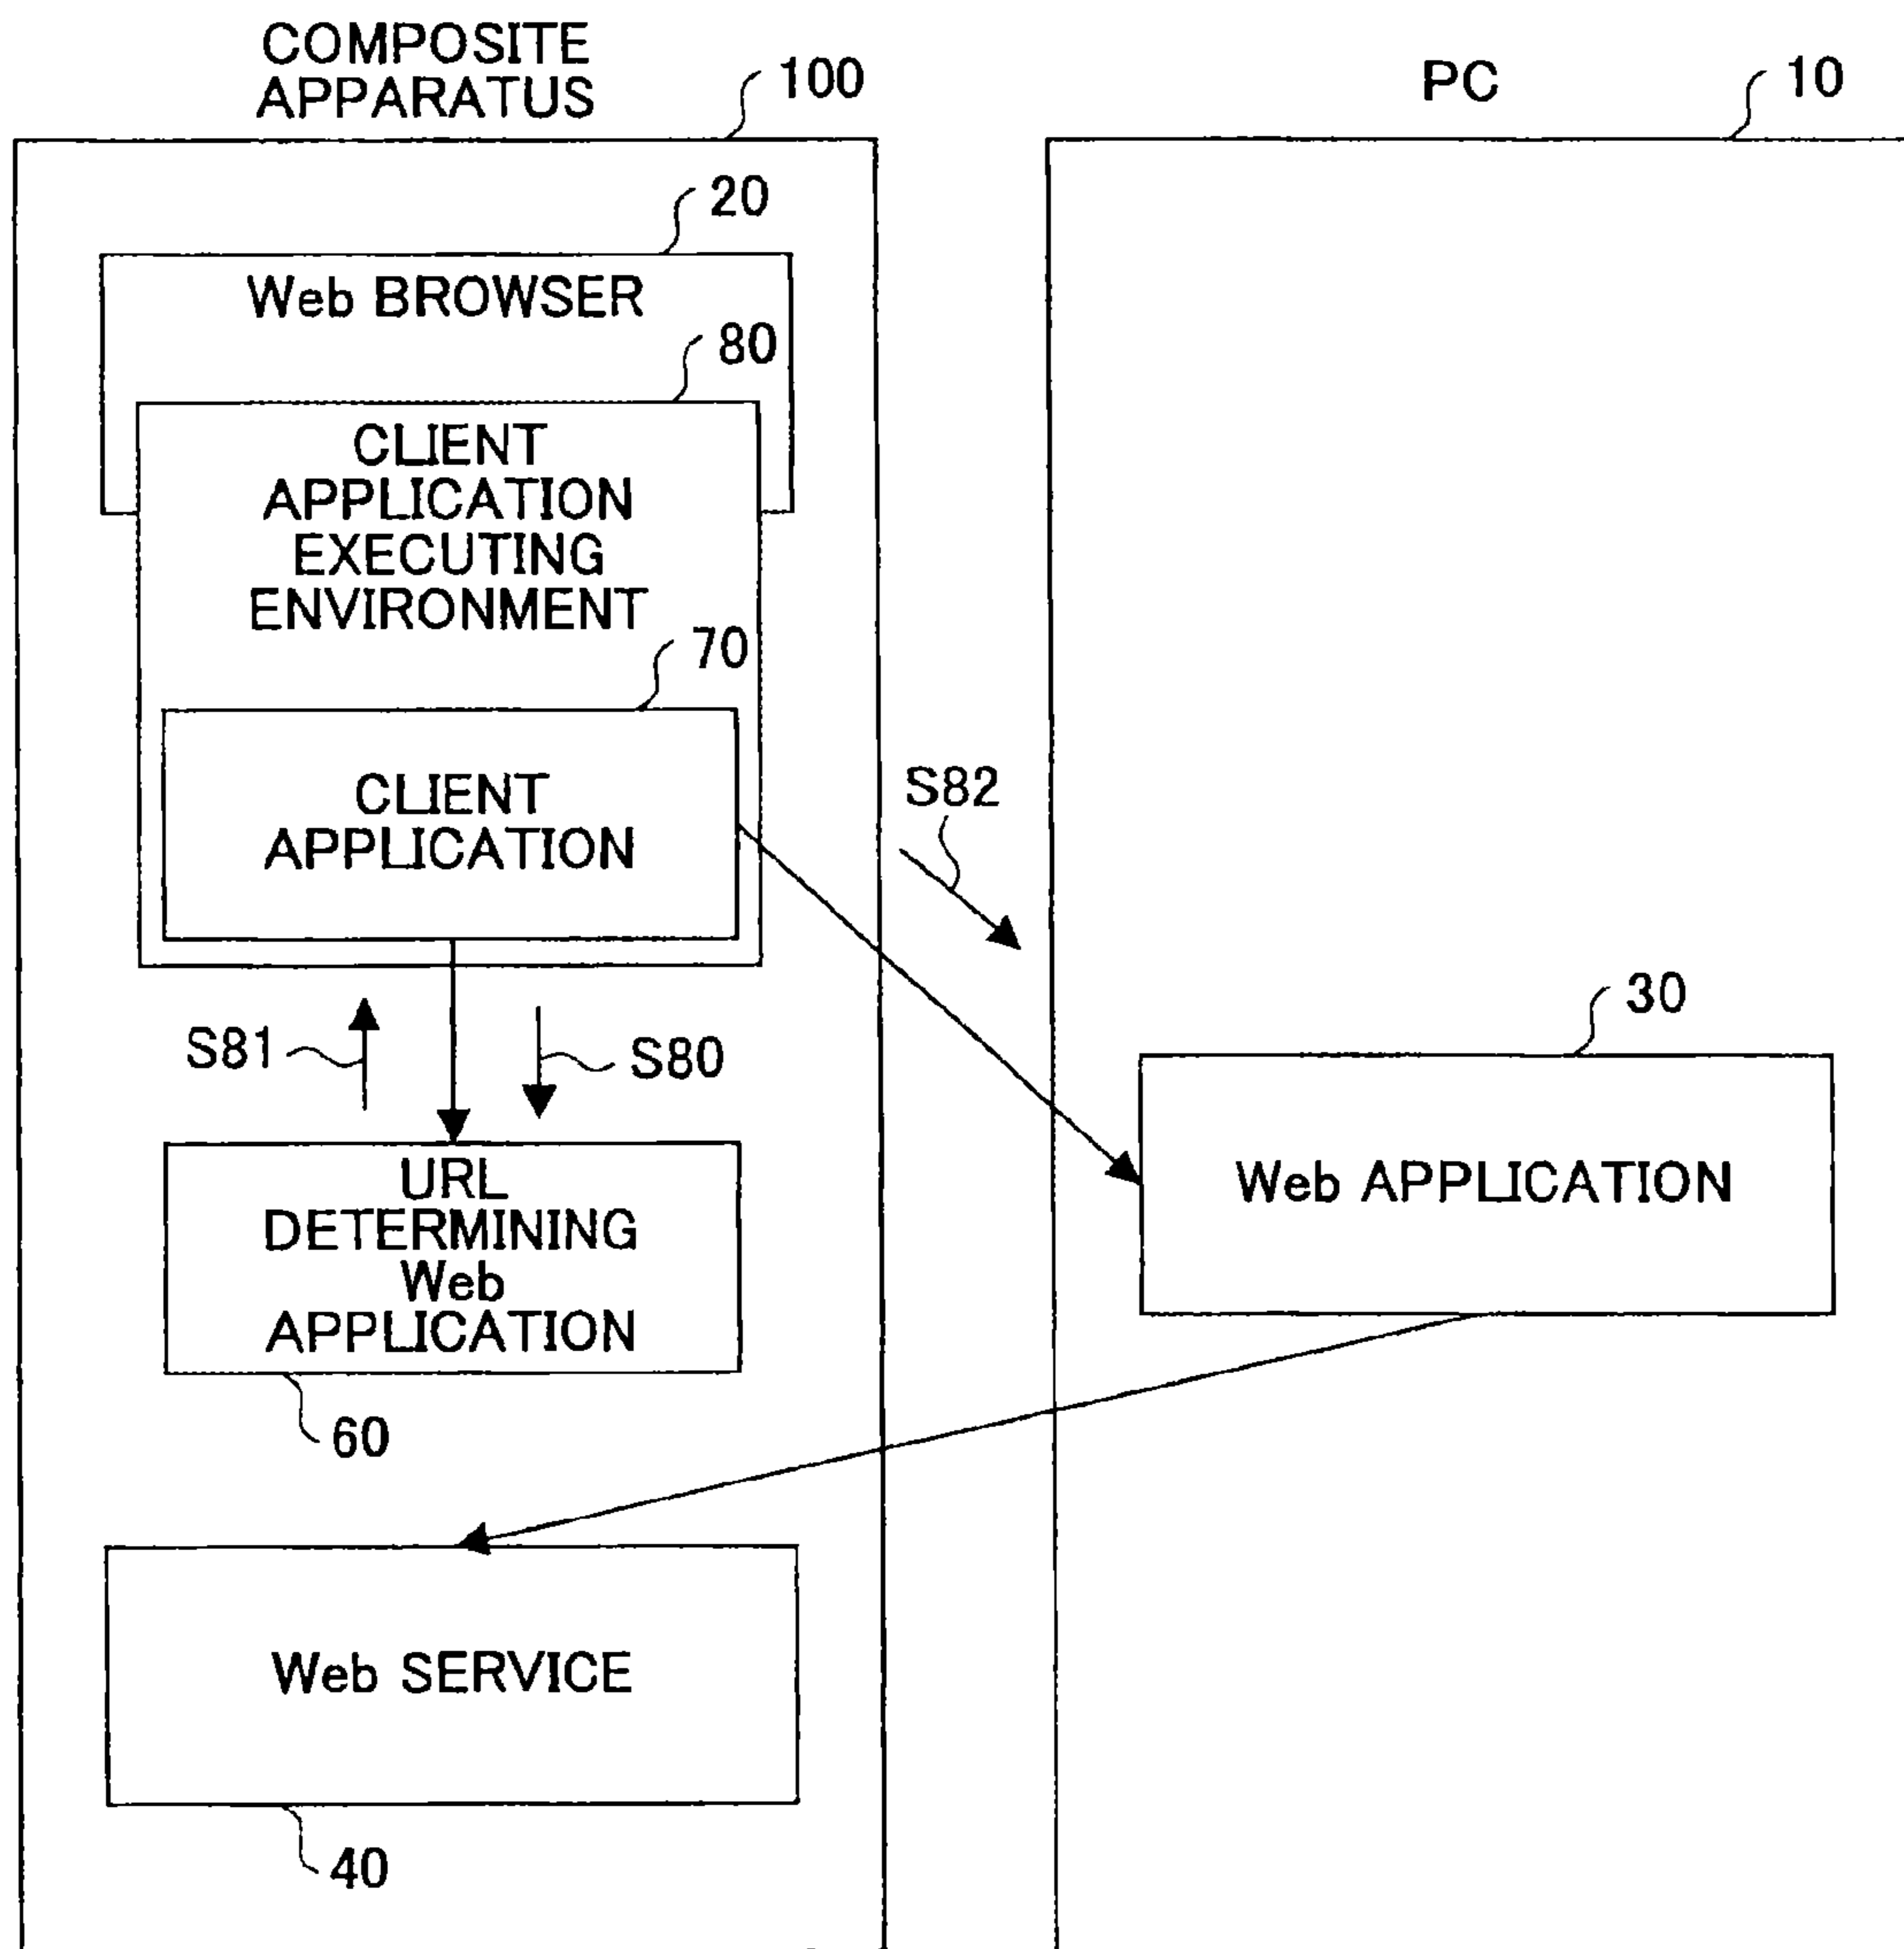 COMPOSITE
APPARATUS
100
PC
10
20
Web BROWSER
80
CLIENT
APPLICATION
EXECUTING
ENVIRONMENT
70
CLIENT
APPLICATION
S82
30
S81
S80
Web APPLICATION
URL
DETERMINING
Web
APPLICATION
60
Web SERVICE
40